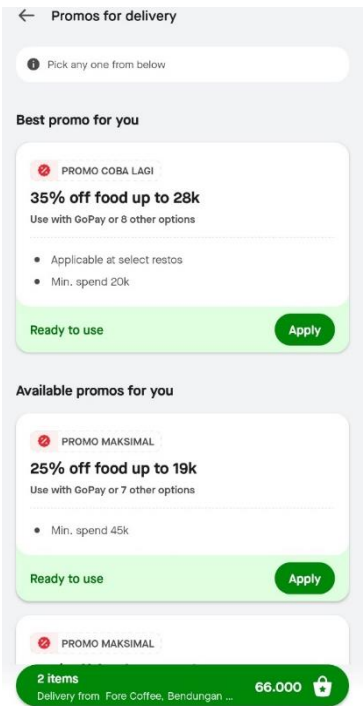 Promos for delivery
Pick any one from below
Best promo for you
PROMO COBA LAGI
35% off food up to 28k
Use with GoPay or 8 other options
Applicable at select restos
Min. spend 20k
Ready to use
Apply
Available promos for you
PROMO MAKSIMAL
25% off food up to 19k
Use with GoPay or 7 other options
Min. spend 45k
Ready to use
Apply
PROMO MAKSIMAL
2 items
66.000
Delivery from Fore Coffee, Bendungan ...